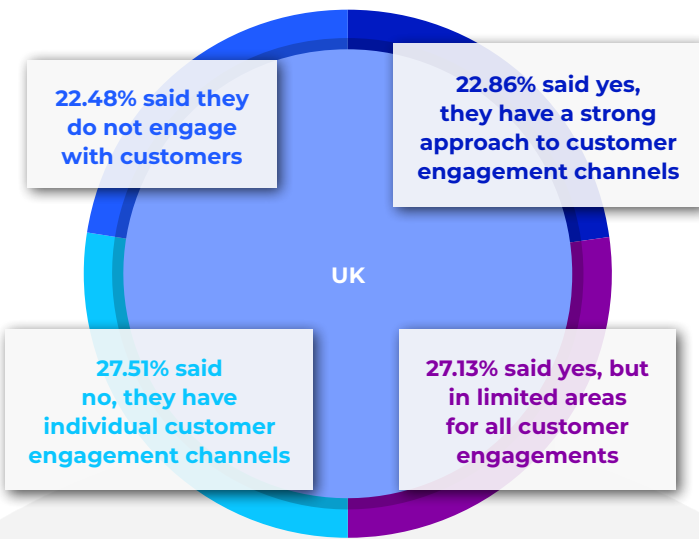 22.48% said they
do not engage
with customers
22.86% said yes,
they have a strong
approach to customer
engagement channels
UK
27.51% said
no, they have
individual customer
engagement channels
27.13% said yes, but
in limited areas
for all customer
engagements